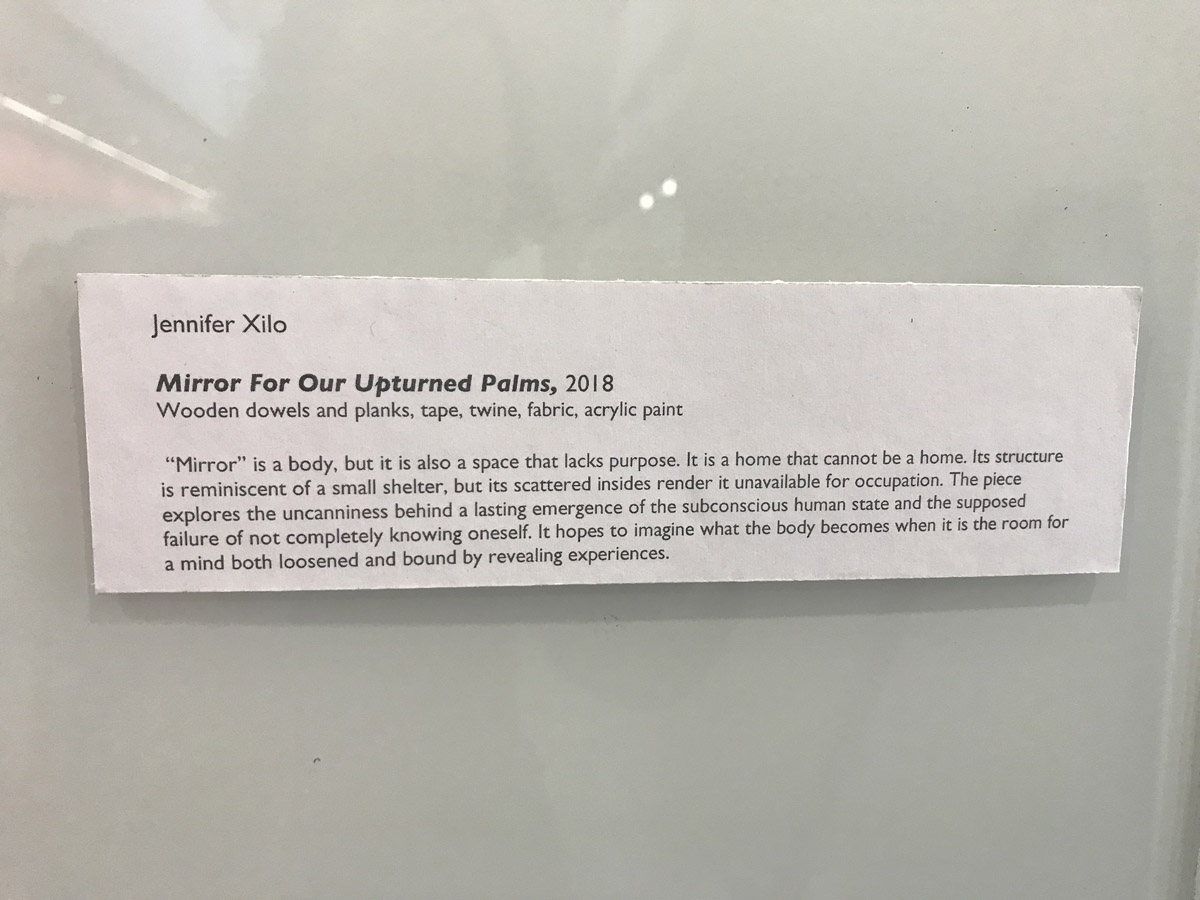 Jennifer Xilo
Mirror For Our Upturned Palms, 2018
Wooden dowels and planks, tape, twine, fabric, acrylic paint
“Mirror” is a body, but it is also a space that lacks purpose. It is a home that cannot be a home. Its structure
is reminiscent of a small shelter, but its scattered insides render it unavailable for occupation. The piece
explores the uncanniness behind a lasting emergence of the subconscious human state and the supposed
failure of not completely knowing oneself. It hopes to imagine what the body becomes when it is the room for
a mind both loosened and bound by revealing experiences.